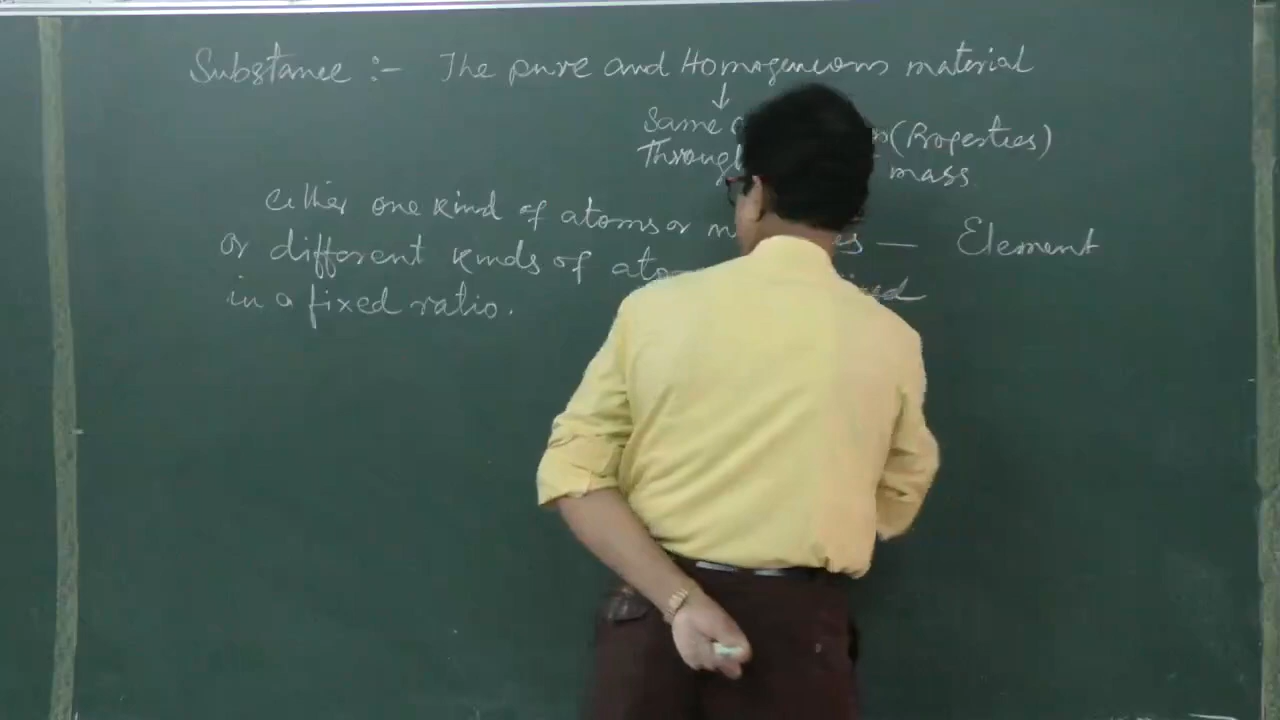 Substance :- The pure and Homogeneous material
↓
Same (Properties)
Through mass
either one kind of atoms or — Element
or different kinds of
in a fixed ratio.